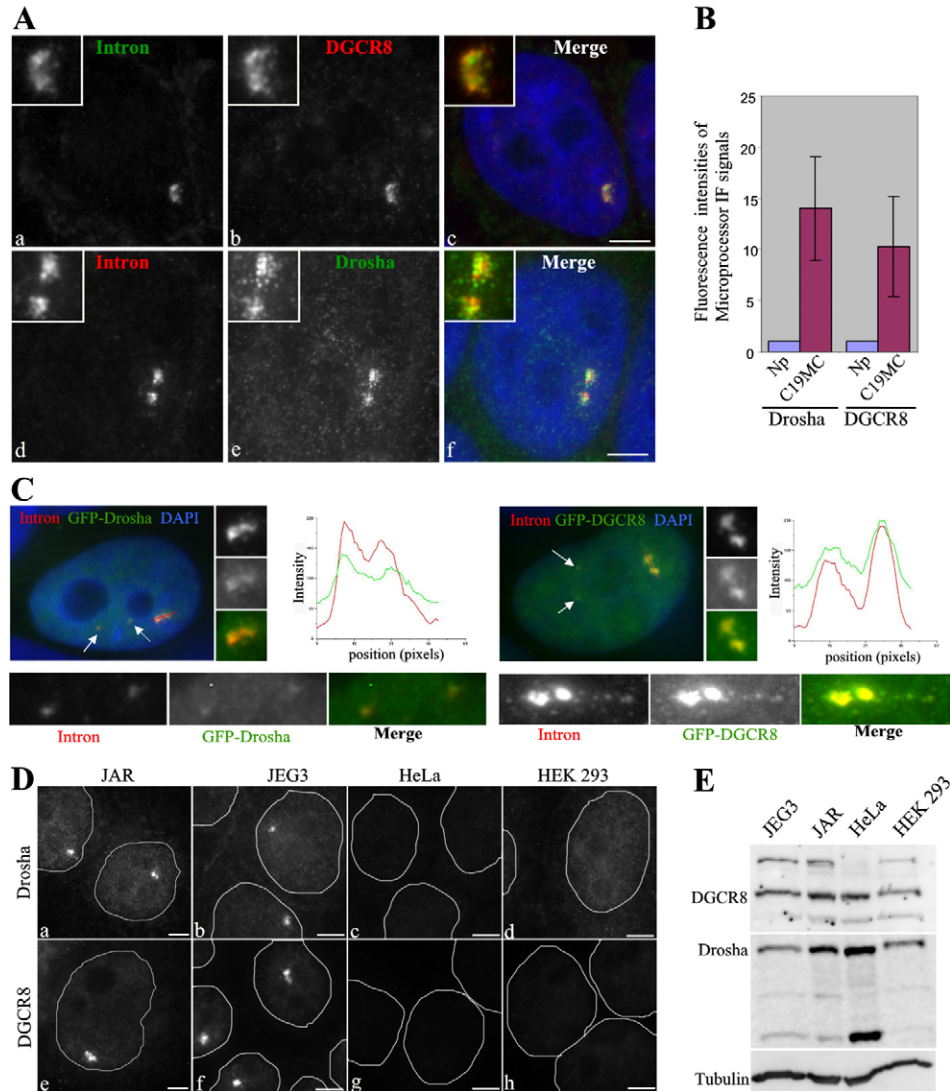 A
Intron
DGCR8
Merge
a
b
c
Intron
Drosha
Merge
d
e
f
B
Fluorescence intensities of
Microprocessor IF signals
25
20
15
10
5
0
Np
C19MC
Np
C19MC
Drosha
DGCR8
C
Intron GFP-Drosha DAPI
Intensity
position (pixels)
Intron
GFP-Drosha
Merge
Intron GFP-DGCR8 DAPI
Intensity
position (pixels)
Intron
GFP-DGCR8
Merge
D
JAR
JEG3
HeLa
HEK 293
Drosha
a
b
c
d
DGCR8
e
f
g
h
E
JEG3
JAR
HeLa
HEK 293
DGCR8
Drosha
Tubulin